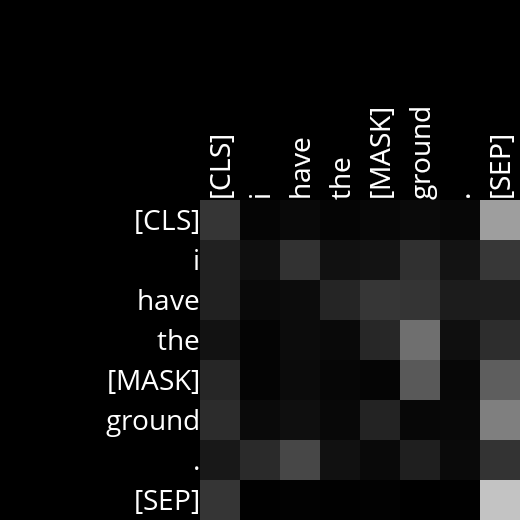 [CLS] i have the [MASK] ground . [SEP]
[CLS]
i
have
the
[MASK]
ground
.
[SEP]